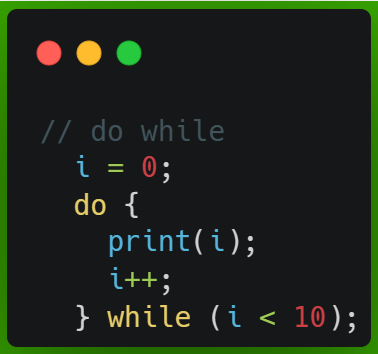 // do while
i = 0;
do {
print(i);
i++;
} while (i < 10);